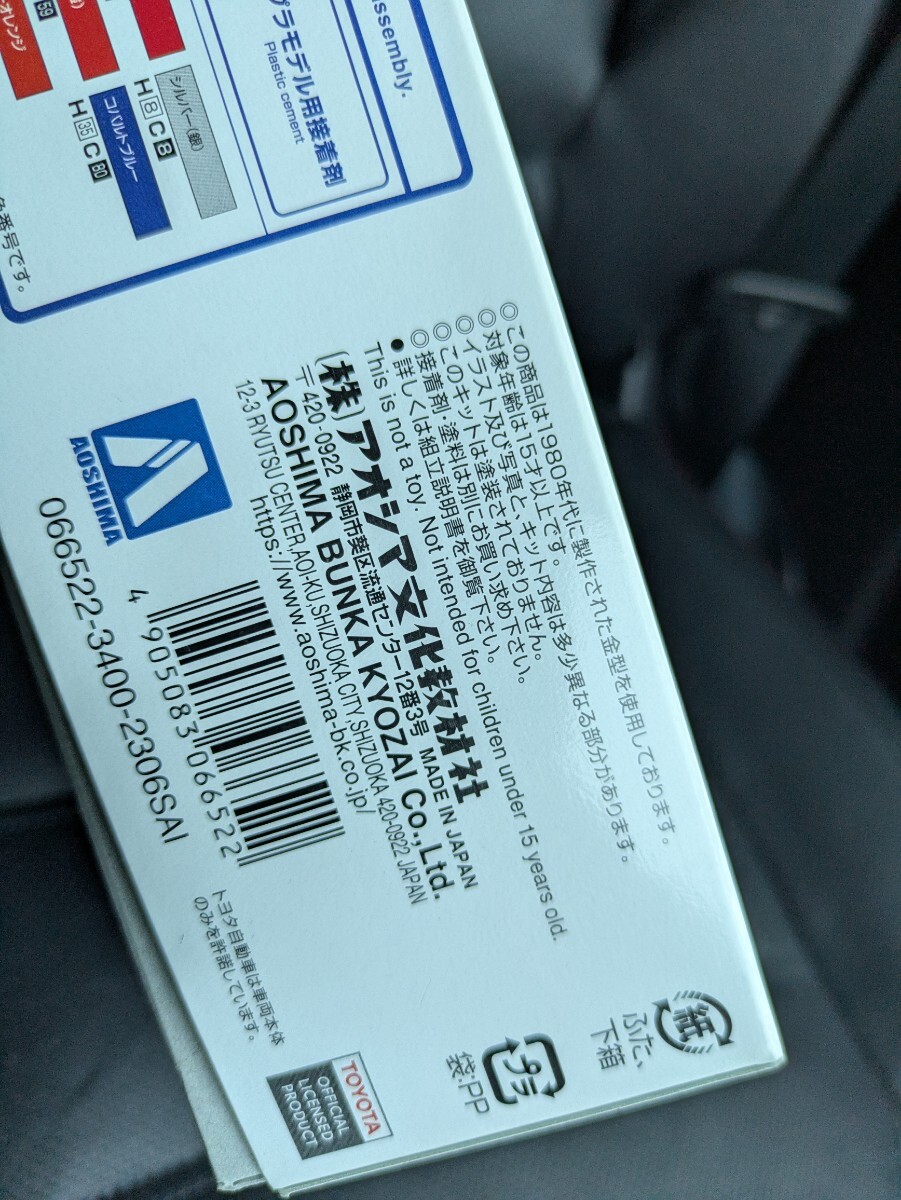 ssembly.
プラモデル用接着剤
Plastic cement
59
オレンジ
シルバー(銀)
H 8 C 8
コバルトブルー
H 35 C 80
色番号です。
◎この商品は1980年代に製作された金型を使用しております。
◎対象年齢は15才以上です。
◎イラスト及び写真と、キット内容は多少異なる部分があります。
◎このキットは塗装されておりません。
◎接着剤・塗料は別にお買い求め下さい。
●詳しくは組立説明書を御覧下さい。
This is not a toy. Not intended for children under 15 years old.
(株)アオシマ文化教材社
〒420-0922 静岡市葵区流通センター12番3号 MADE IN JAPAN
AOSHIMA BUNKA KYOZAI Co.,Ltd.
12-3 RYUTSU CENTER,AOI-KU,SHIZUOKA CITY,SHIZUOKA 420-0922 JAPAN
https://www.aoshima-bk.co.jp/
AOSHIMA
4 905083 066522
066522-3400-2306SAI
トヨタ自動車は車両本体
のみを許諾しています。
紙
ふた、
下箱
プラ
袋:PP
TOYOTA
OFFICIAL
LICENSED
PRODUCT